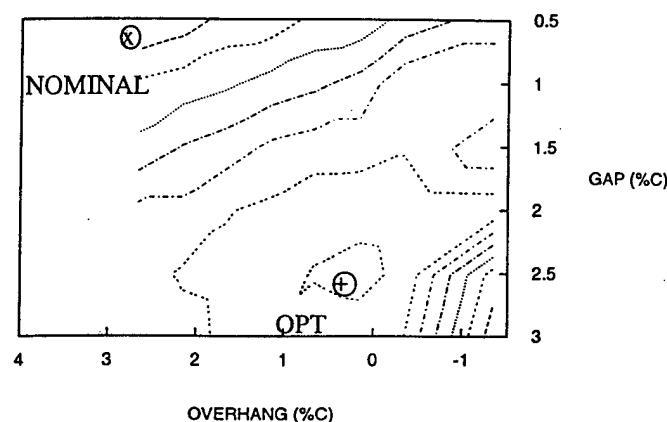 0.5
NOMINAL
1
1.5
GAP (%C)
2
2.5
OPT
3
4 3 2 1 0 -1
OVERHANG (%C)